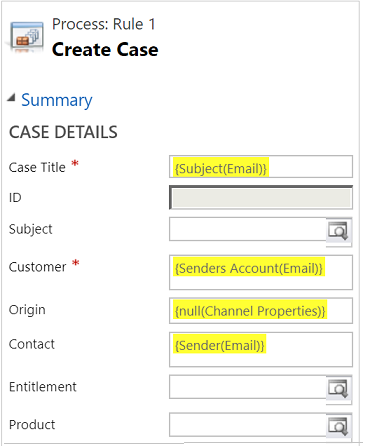 Process: Rule 1
Create Case
Summary
CASE DETAILS
Case Title * {Subject(Email)}
ID
Subject
Customer * {Senders Account(Email)}
Origin {null(Channel Properties)}
Contact {Sender(Email)}
Entitlement
Product